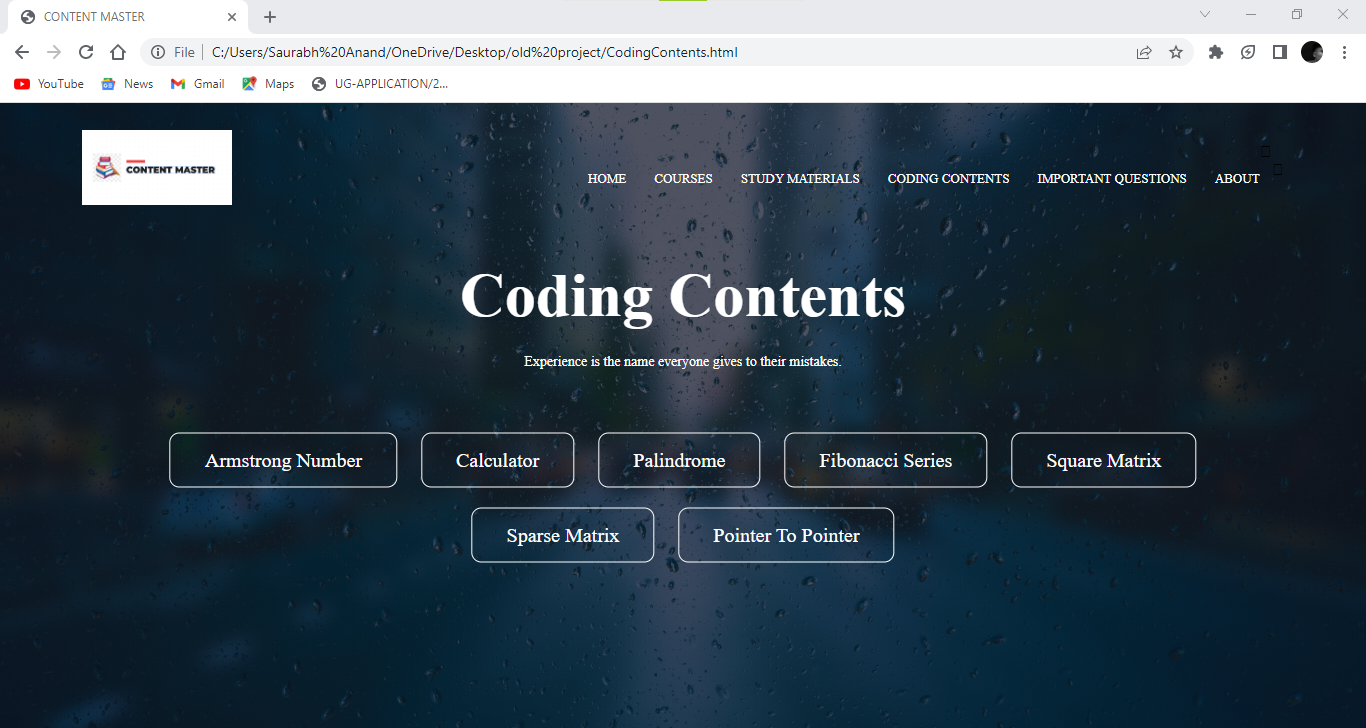 CONTENT MASTER
File C:/Users/Saurabh%20Anand/OneDrive/Desktop/old%20project/CodingContents.html
YouTube News Gmail Maps UG-APPLICATION/2...
CONTENT MASTER
HOME COURSES STUDY MATERIALS CODING CONTENTS IMPORTANT QUESTIONS ABOUT
Coding Contents
Experience is the name everyone gives to their mistakes.
Armstrong Number Calculator Palindrome Fibonacci Series Square Matrix
Sparse Matrix Pointer To Pointer